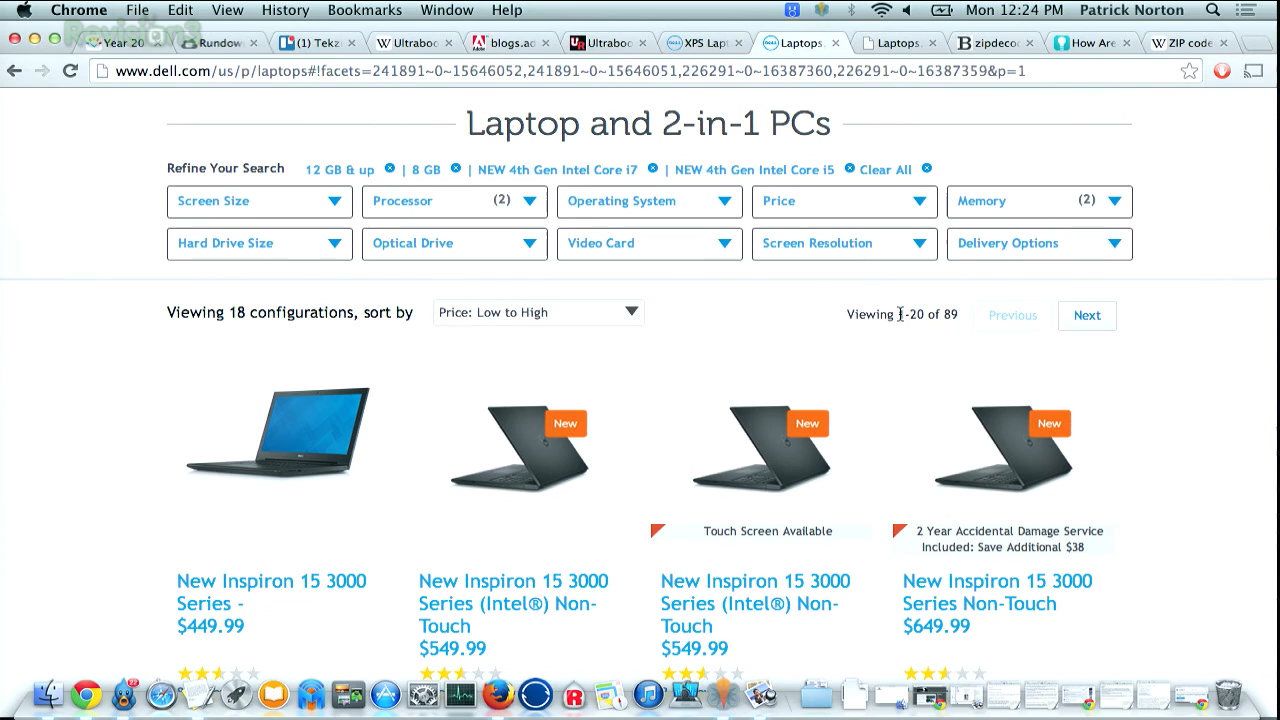 Chrome File Edit View History Bookmarks Window Help Mon 12:24 PM Patrick Norton
Revision3
Year 20 Rundow (1) Tekz Ultraboo blogs.ad Ultraboo XPS Lap Laptops Laptops, zipdeco How Are ZIP code
www.dell.com/us/p/laptops#!facets=241891~0~15646052,241891~0~15646051,226291~0~16387360,226291~0~16387359&p=1
Laptop and 2-in-1 PCs
Refine Your Search 12 GB & up | 8 GB | NEW 4th Gen Intel Core i7 | NEW 4th Gen Intel Core i5 Clear All
Screen Size Processor (2) Operating System Price Memory (2)
Hard Drive Size Optical Drive Video Card Screen Resolution Delivery Options
Viewing 18 configurations, sort by Price: Low to High Viewing -20 of 89 Previous Next
New New New
Touch Screen Available
2 Year Accidental Damage Service
Included: Save Additional $38
New Inspiron 15 3000
Series -
$449.99
New Inspiron 15 3000
Series (Intel®) Non-
Touch
$549.99
New Inspiron 15 3000
Series (Intel®) Non-
Touch
$549.99
New Inspiron 15 3000
Series Non-Touch
$649.99